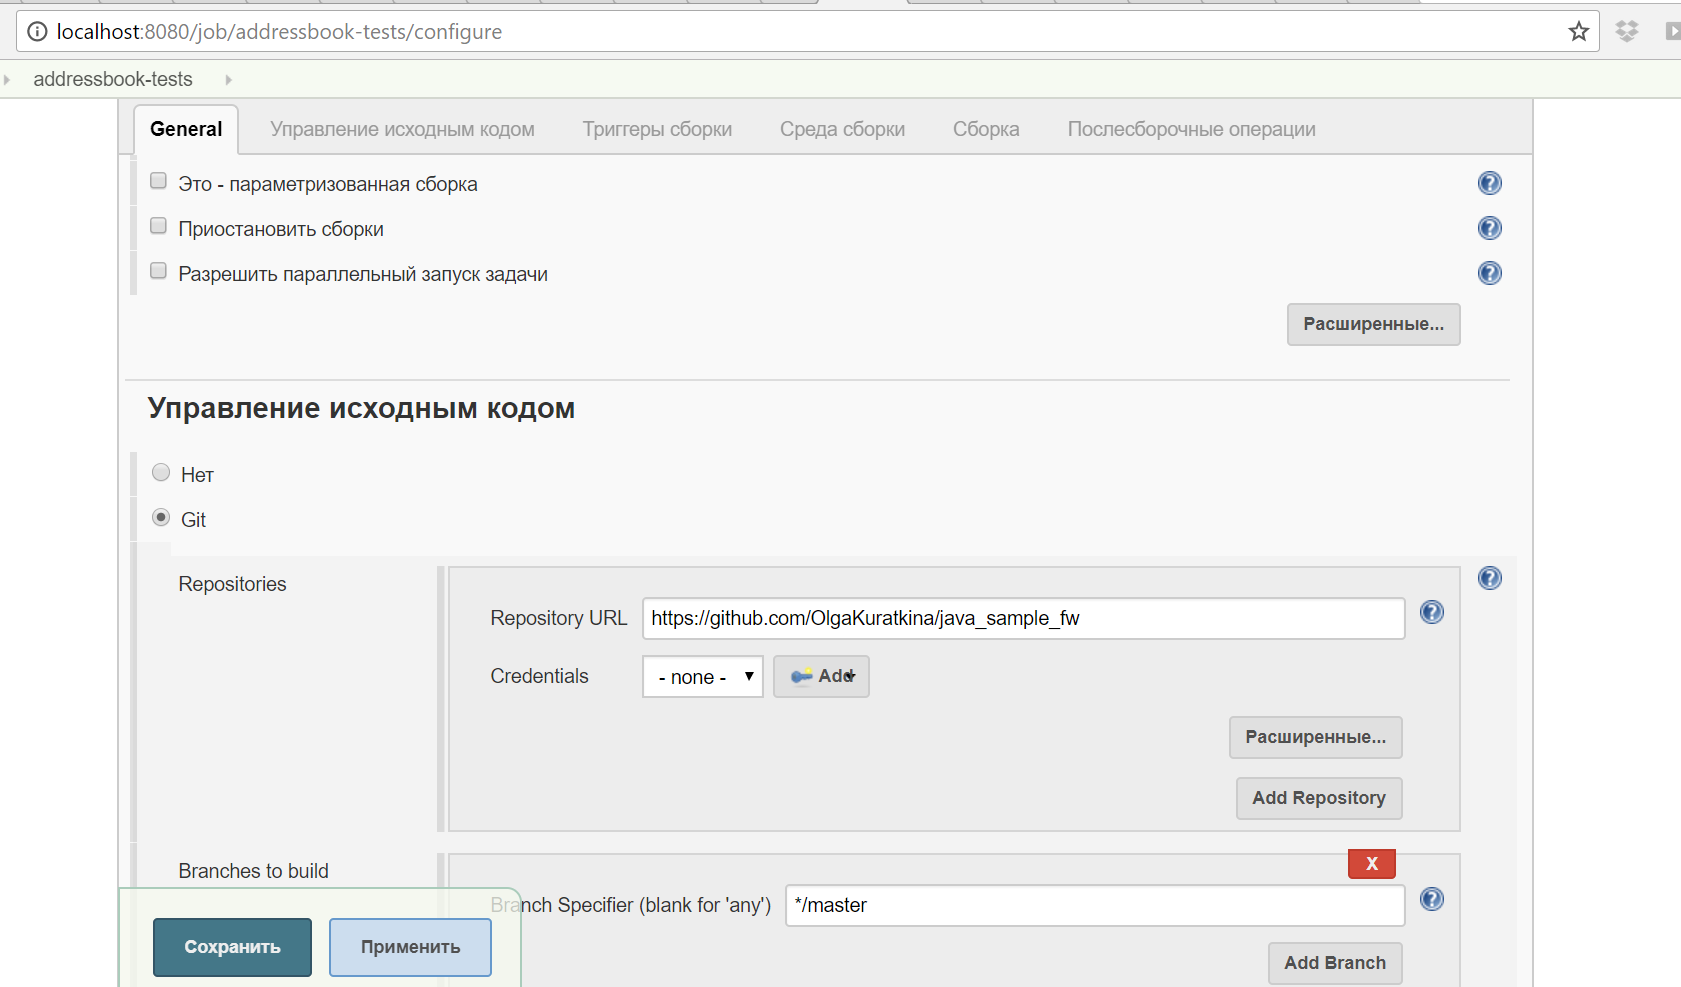 localhost:8080/job/addressbook-tests/configure
addressbook-tests
General Управление исходным кодом Триггеры сборки Среда сборки Сборка Послесборочные операции
Это - параметризованная сборка
Приостановить сборки
Разрешить параллельный запуск задачи
Расширенные...
Управление исходным кодом
Нет
Git
Repositories
Repository URL https://github.com/OlgaKuratkina/java_sample_fw
Credentials - none - Add
Расширенные...
Add Repository
Branches to build
X
Branch Specifier (blank for 'any') */master
Сохранить Применить
Add Branch